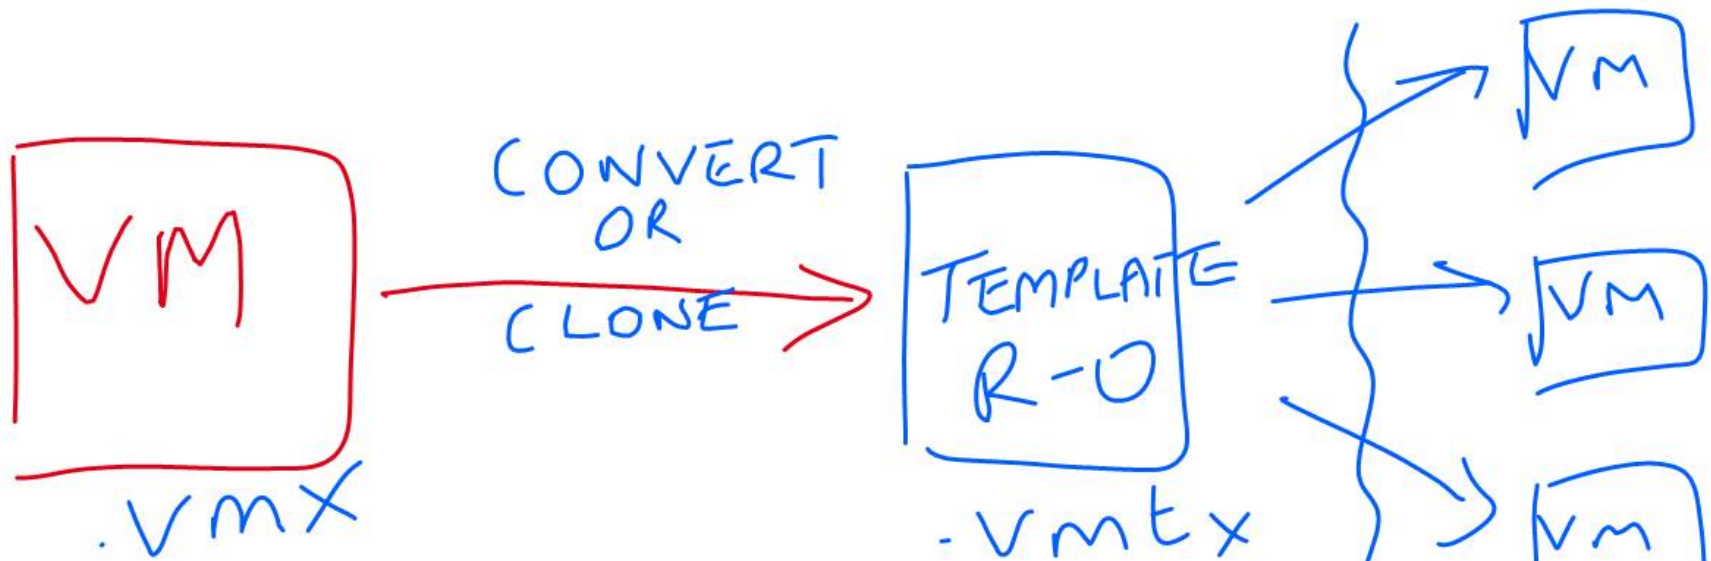 VM
.vmx
CONVERT
OR
CLONE
TEMPLATE
R-O
.vmtx
VM
VM
VM